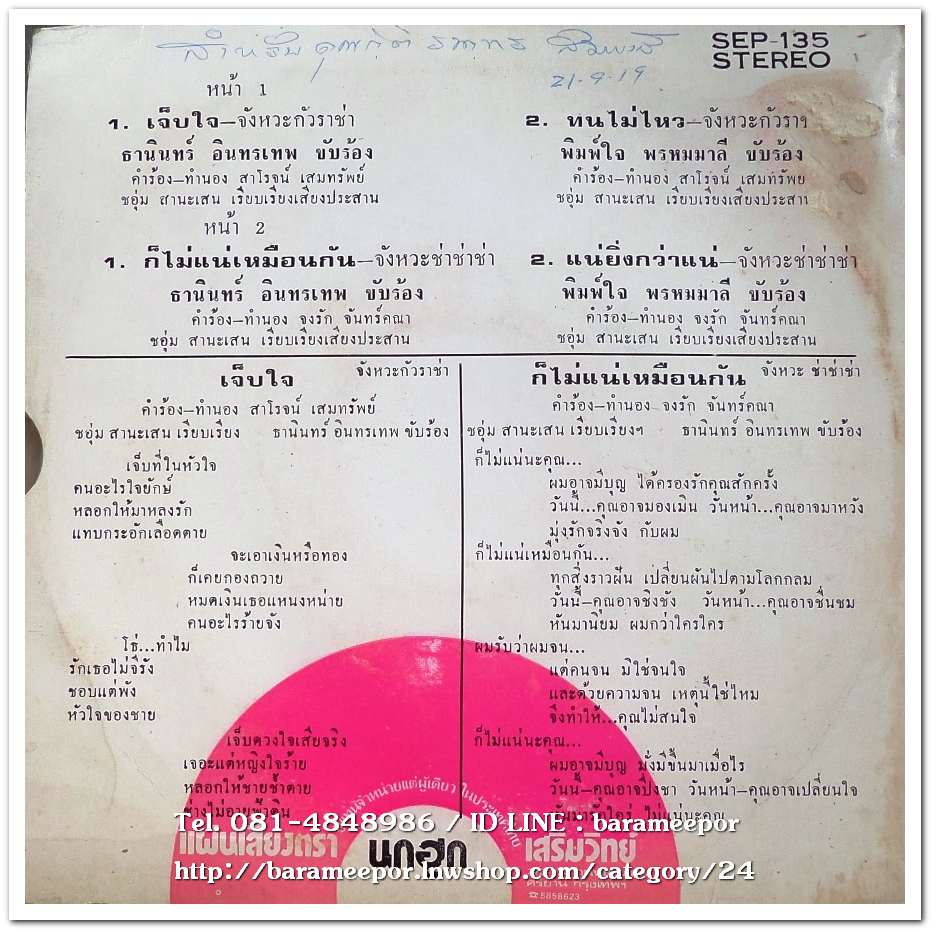 SEP-135
STEREO
สำหรับ
21-9-19
หน้า 1
1. เจ็บใจ—จังหวะกัวราช่า
ธานินทร์ อินทรเทพ ขับร้อง
คำร้อง—ทำนอง สาโรจน์ เสมทรัพย์
ชอุ่ม สานะเสน เรียบเรียงเสียงประสาน
2. ทนไม่ไหว—จังหวะกัวราช
พิมพ์ใจ พรหมมาลี ขับร้อง
คำร้อง—ทำนอง สาโรจน์ เสมทรัพย
ชอุ่ม สานะเสน เรียบเรียงเสียงประสาน
หน้า 2
1. ก็ไม่แน่เหมือนกัน—จังหวะช่าช่าช่า
ธานินทร์ อินทรเทพ ขับร้อง
คำร้อง—ทำนอง จงรัก จันทร์คณา
ชอุ่ม สานะเสน เรียบเรียงเสียงประสาน
2. แน่ยิ่งกว่าแน่—จังหวะช่าช่าช่า
พิมพ์ใจ พรหมมาลี ขับร้อง
คำร้อง—ทำนอง จงรัก จันทร์คณา
ชอุ่ม สานะเสน เรียบเรียงเสียงประสาน
เจ็บใจ จังหวะกัวราช่า
คำร้อง—ทำนอง สาโรจน์ เสมทรัพย์
ชอุ่ม สานะเสน เรียบเรียง ธานินทร์ อินทรเทพ ขับร้อง
เจ็บที่ในหัวใจ
คนอะไรใจยักษ์
หลอกให้มาหลงรัก
แทบกระอักเลือดตาย
จะเอาเงินหรือทอง
ก็เคยกองถวาย
หมดเงินเธอแหนงหน่าย
คนอะไรร้ายจัง
โธ่...ทำไม
รักเธอไม่จีรัง
ชอบแต่พัง
หัวใจของชาย
เจ็บดวงใจเสียจริง
เจอะแต่หญิงใจร้าย
หลอกให้ชายช้ำตาย
ช่างไม่อายฟ้าดิน
ก็ไม่แน่เหมือนกัน จังหวะ ช่าช่าช่า
คำร้อง—ทำนอง จงรัก จันทร์คณา
ชอุ่ม สานะเสน เรียบเรียงฯ ธานินทร์ อินทรเทพ ขับร้อง
ก็ไม่แน่นะคุณ...
ผมอาจมีบุญ ได้ครองรักคุณสักครั้ง
วันนี้...คุณอาจมองเมิน วันหน้า...คุณอาจมาหวัง
มุ่งรักจริงจัง กับผม
ก็ไม่แน่เหมือนกัน...
ทุกสิ่งราวฝัน เปลี่ยนผันไปตามโลกกลม
วันนี้—คุณอาจชิงชัง วันหน้า...คุณอาจชื่นชม
หันมานิยม ผมกว่าใครใคร
ผมรับว่าผมจน...
แต่คนจน มิใช่จนใจ
และด้วยความจน เหตุนี้ใช่ไหม
จึงทำให้...คุณไม่สนใจ
ก็ไม่แน่นะคุณ...
ผมอาจมีบุญ มั่งมีขึ้นมาเมื่อไร
วันนี้—คุณอาจปึ่งชา วันหน้า—คุณอาจเปลี่ยนใจ
ไม่แน่นะคุณ
Tel. 081-4848986 / ID LINE : barameepor
แผ่นเสียงตรา
นกฮูก
เสริมวิทย์
http://barameepor.lnwshop.com/category/24
ศรีย่าน กรุงเทพฯ
☎5858623